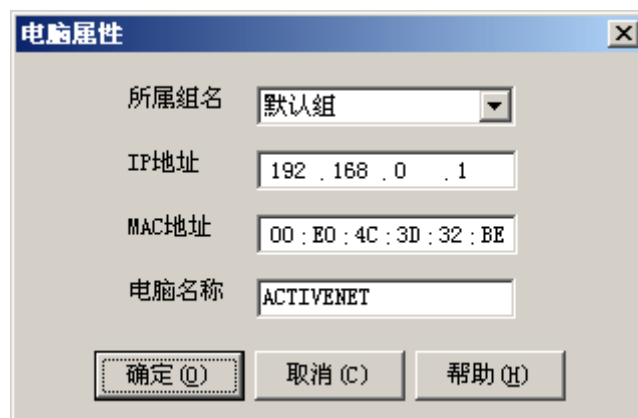 电脑属性
所属组名 默认组
IP地址 192 . 168 . 0 . 1
MAC地址 00 : E0 : 4C : 3D : 32 : BE
电脑名称 ACTIVENET
确定(O) 取消(C) 帮助(H)